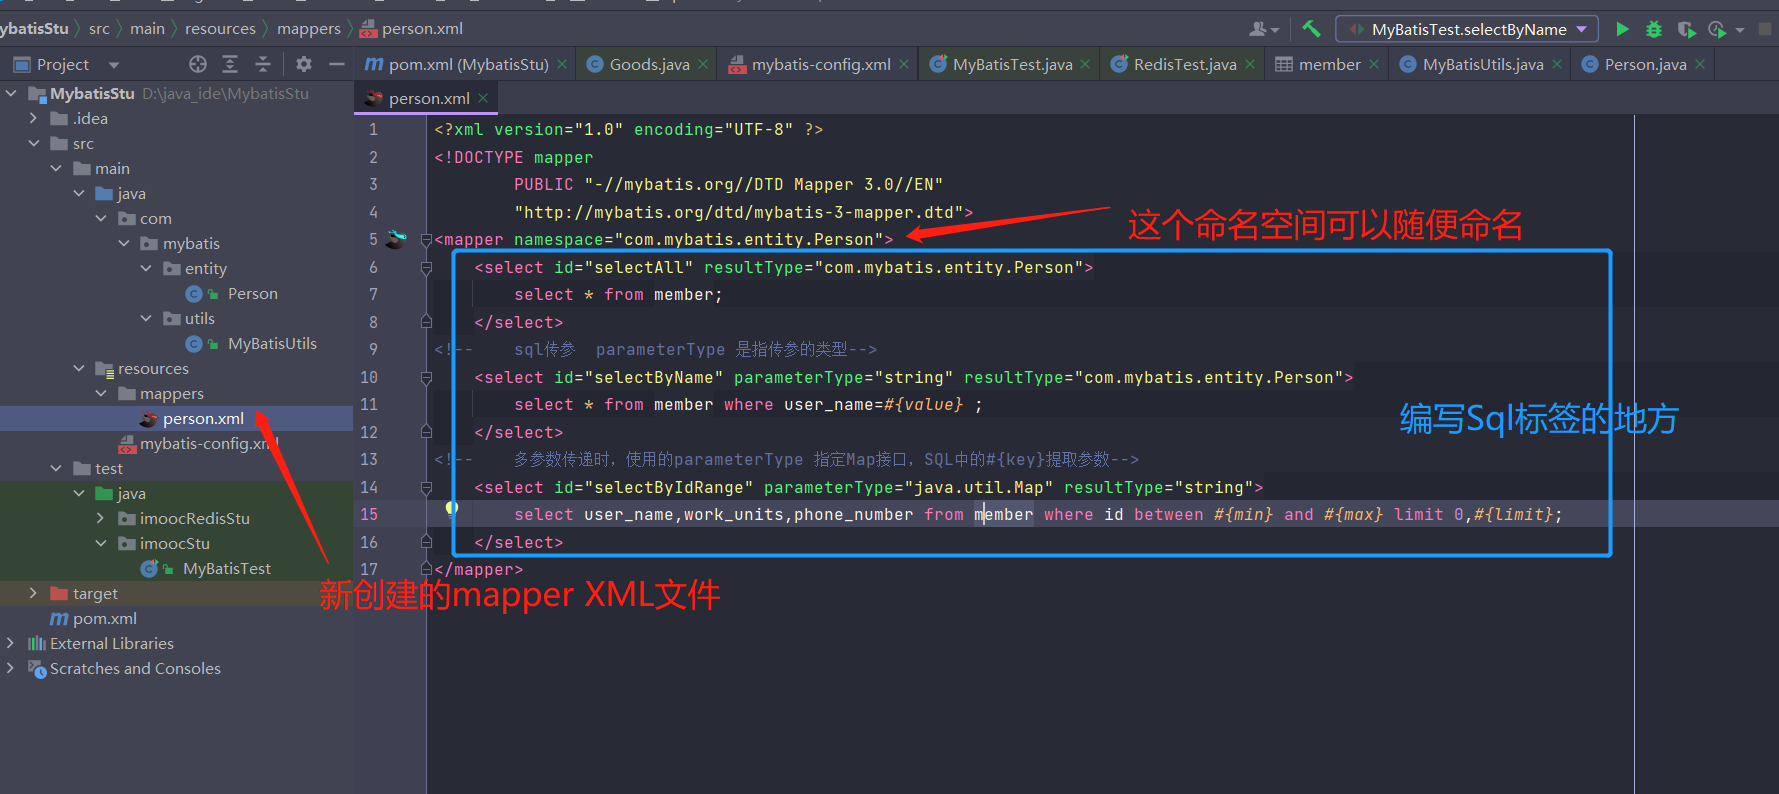 ybatisStu 〉 src 〉 main 〉 resources 〉 mappers 〉 person.xml
MyBatisTest.selectByName
Project
pom.xml (MybatisStu) Goods.java mybatis-config.xml MyBatisTest.java RedisTest.java member MyBatisUtils.java Person.java
person.xml
MybatisStu D:\java_ide\MybatisStu
.idea
src
main
java
com
mybatis
entity
Person
utils
MyBatisUtils
resources
mappers
person.xml
mybatis-config.xml
test
java
imoocRedisStu
imoocStu
MyBatisTest
target
pom.xml
External Libraries
Scratches and Consoles
1 <?xml version="1.0" encoding="UTF-8" ?>
2 <!DOCTYPE mapper
3 PUBLIC "-//mybatis.org//DTD Mapper 3.0//EN"
4 "http://mybatis.org/dtd/mybatis-3-mapper.dtd">
5 <mapper namespace="com.mybatis.entity.Person">
6 <select id="selectAll" resultType="com.mybatis.entity.Person">
7 select * from member;
8 </select>
9 <!-- sql传参 parameterType 是指传参的类型-->
10 <select id="selectByName" parameterType="string" resultType="com.mybatis.entity.Person">
11 select * from member where user_name=#{value} ;
12 </select>
13 <!-- 多参数传递时，使用的parameterType 指定Map接口，SQL中的#{key}提取参数-->
14 <select id="selectByIdRange" parameterType="java.util.Map" resultType="string">
15 select user_name,work_units,phone_number from member where id between #{min} and #{max} limit 0,#{limit};
16 </select>
17 </mapper>
这个命名空间可以随便命名
编写Sql标签的地方
新创建的mapper XML文件